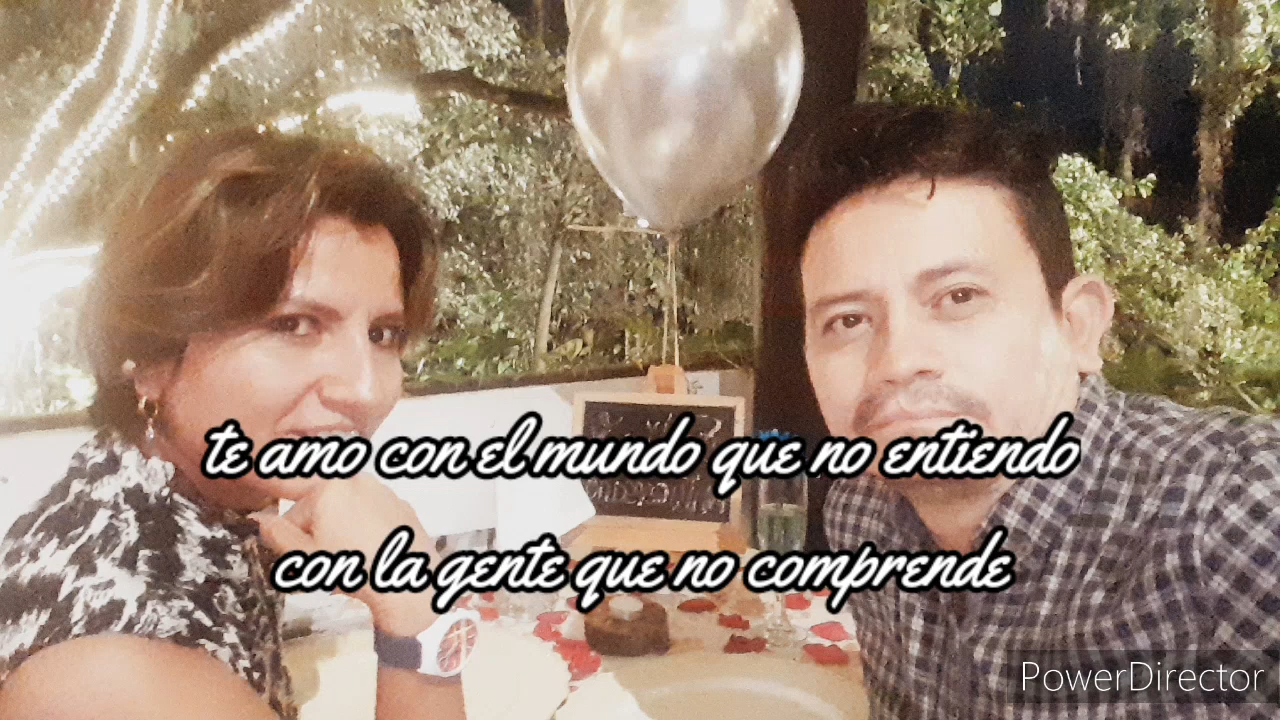 te amo con el mundo que no entiendo
con la gente que no comprende
PowerDirector